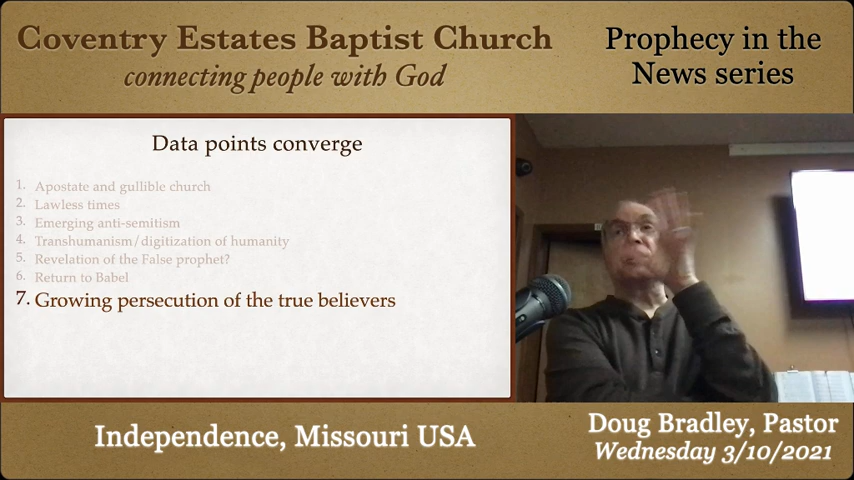 Coventry Estates Baptist Church
connecting people with God
Prophecy in the
News series
Data points converge
1. Apostate and gullible church
2. Lawless times
3. Emerging anti-semitism
4. Transhumanism/digitization of humanity
5. Revelation of the False prophet?
6. Return to Babel
7. Growing persecution of the true believers
Independence, Missouri USA
Doug Bradley, Pastor
Wednesday 3/10/2021